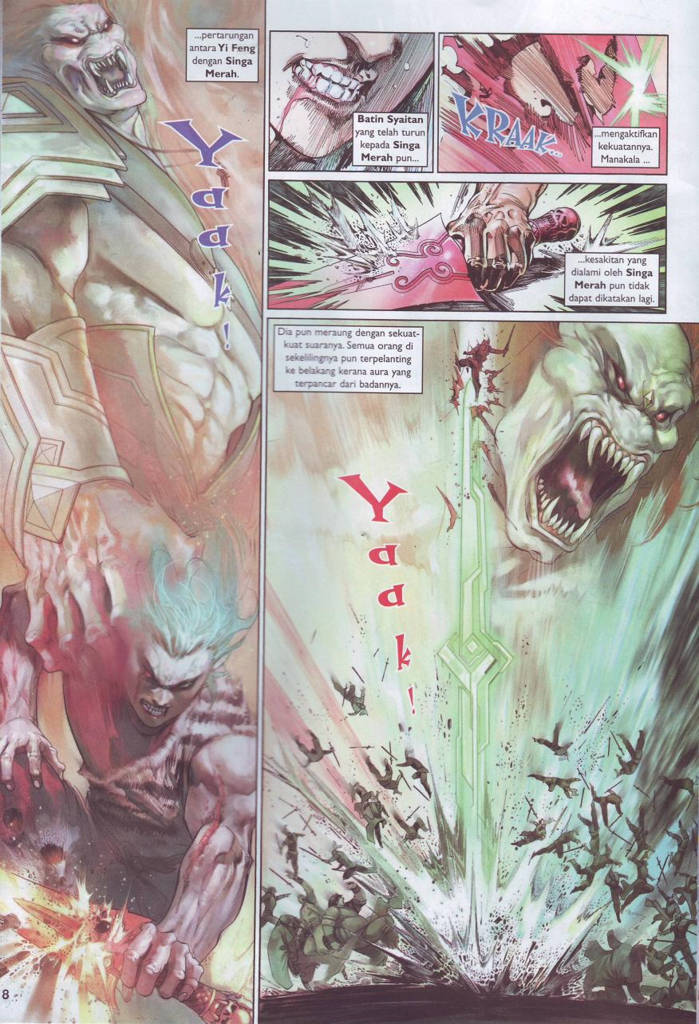 ...pertarungan
antara Yi Feng
dengan Singa
Merah.
Yaak!
Batin Syaitan
yang telah turun
kepada Singa
Merah pun...
KRAAK...
...mengaktifkan
kekuatannya.
Manakala ...
...kesakitan yang
dialami oleh Singa
Merah pun tidak
dapat dikatakan lagi.
Dia pun meraung dengan sekuat-
kuat suaranya. Semua orang di
sekelilingnya pun terpelanting
ke belakang kerana aura yang
terpancar dari badannya.
Yaak!
8